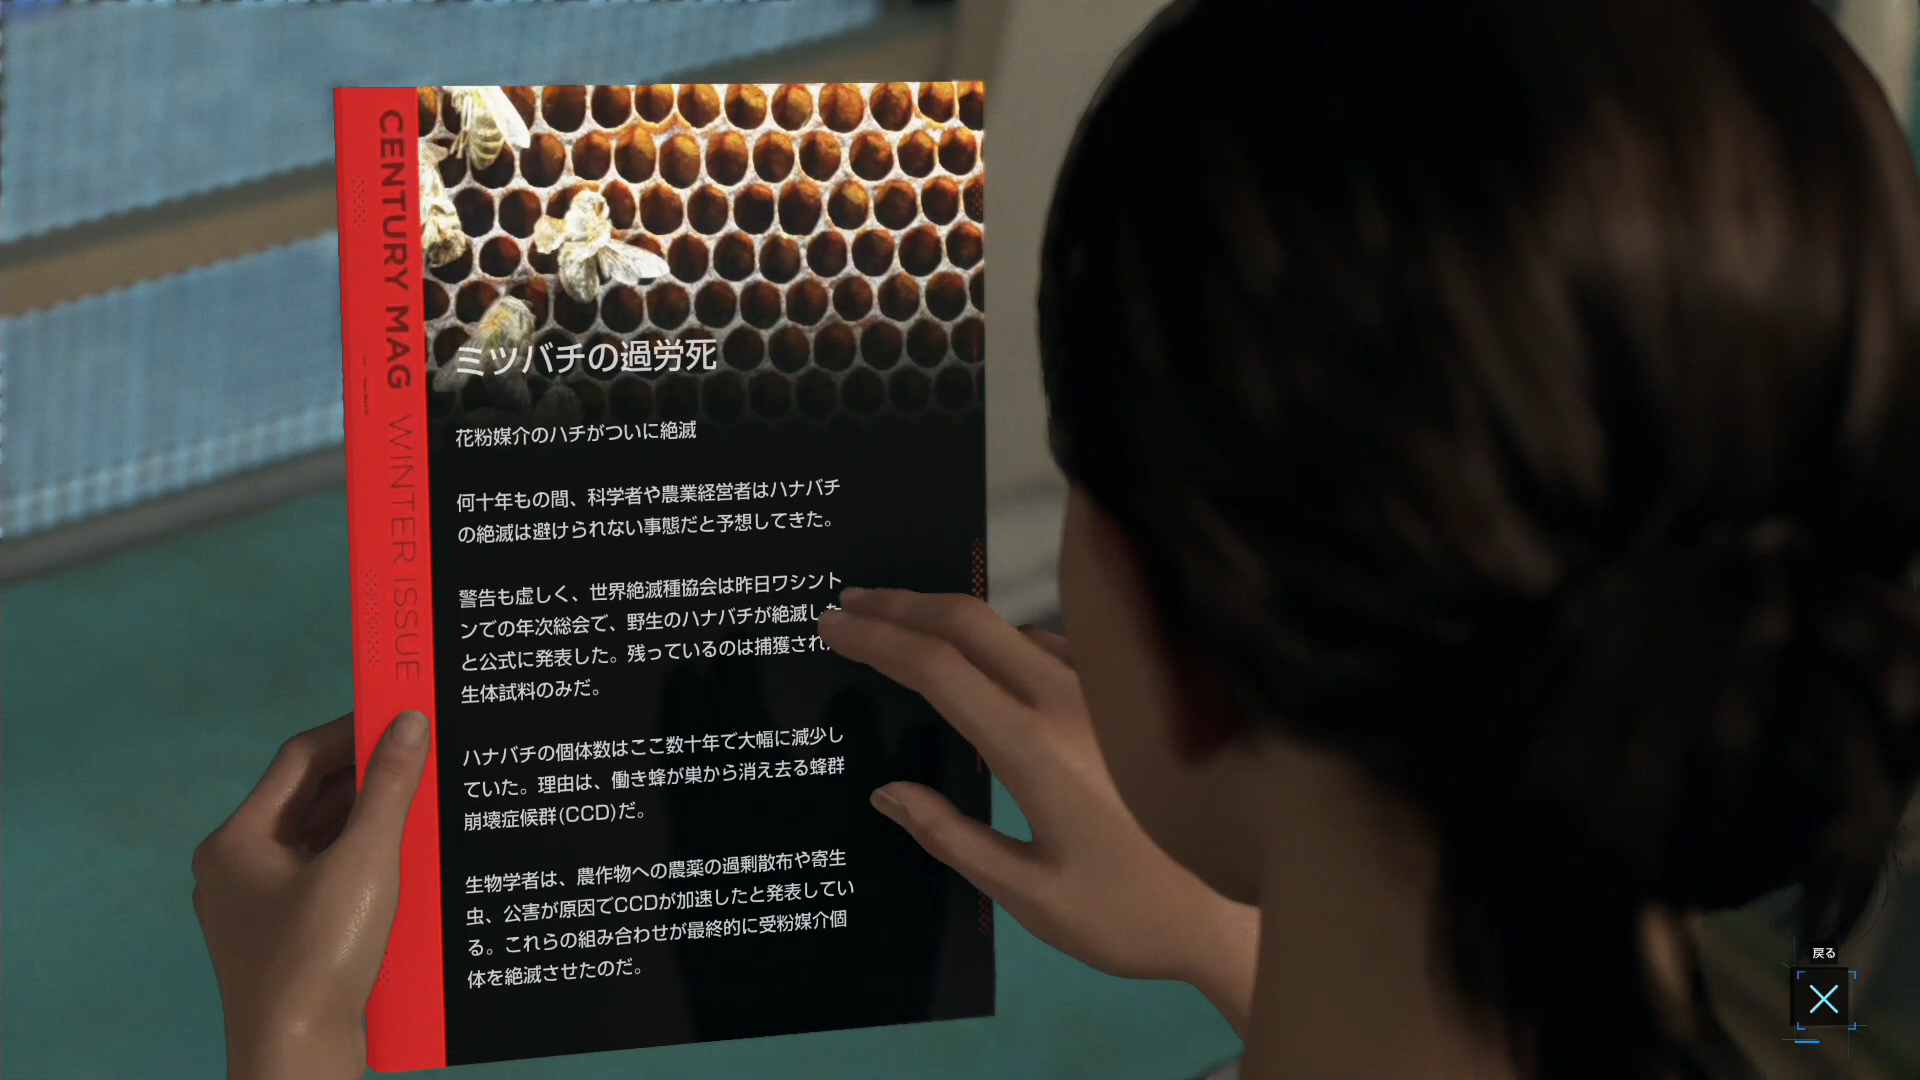 CENTURY MAG WINTER ISSUE
ミツバチの過労死
花粉媒介のハチがついに絶滅
何十年もの間、科学者や農業経営者はハナバチ
の絶滅は避けられない事態だと予想してきた。
警告も虚しく、世界絶滅種協会は昨日ワシント
ンでの年次総会で、野生のハナバチが絶滅した
と公式に発表した。残っているのは捕獲され
生体試料のみだ。
ハナバチの個体数はここ数十年で大幅に減少し
ていた。理由は、働き蜂が巣から消え去る蜂群
崩壊症候群(CCD)だ。
生物学者は、農作物への農薬の過剰散布や寄生
虫、公害が原因でCCDが加速したと発表してい
る。これらの組み合わせが最終的に受粉媒介個
体を絶滅させたのだ。
戻る